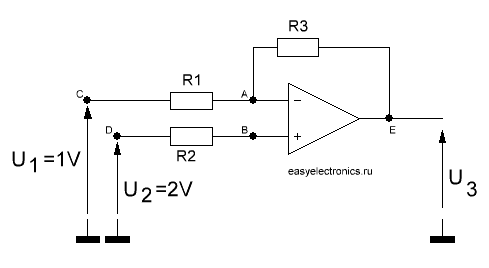 R3
R1
C
A
−
D
B
+
E
R2
U1=1V
U2=2V
easyelectronics.ru
U3